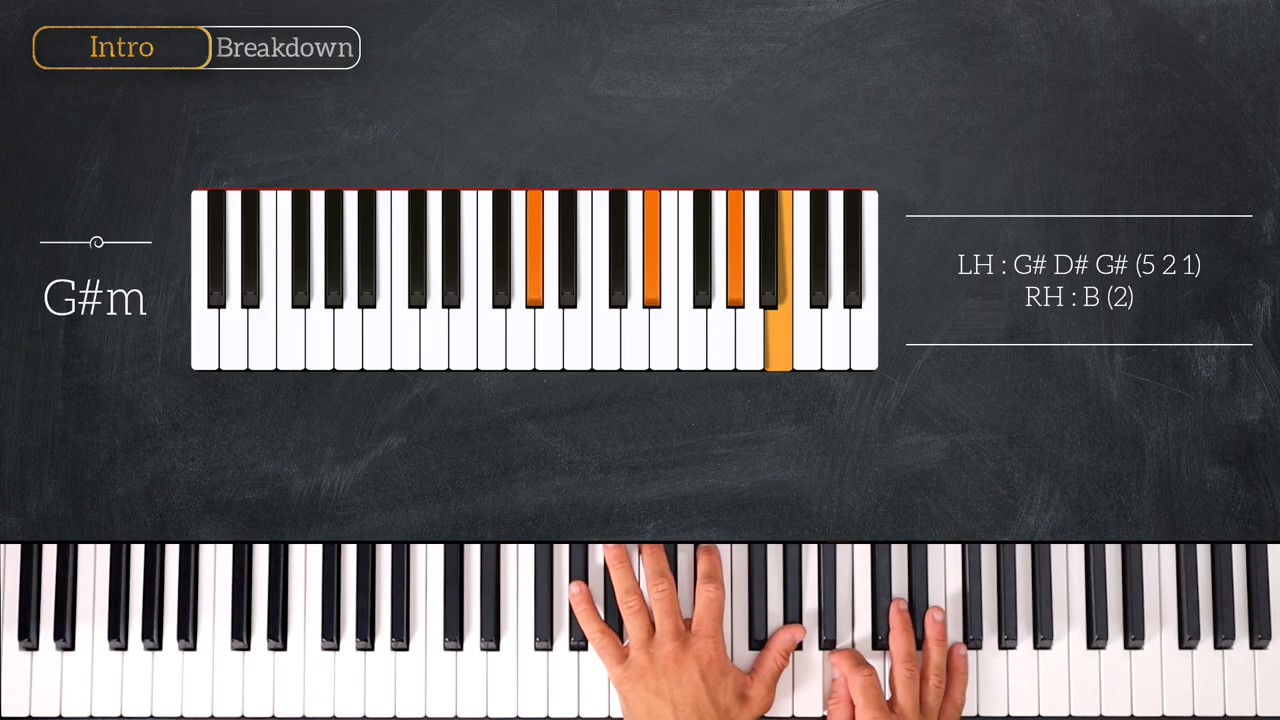 Intro
Breakdown
G#m
LH : G# D# G# (5 2 1)
RH : B (2)